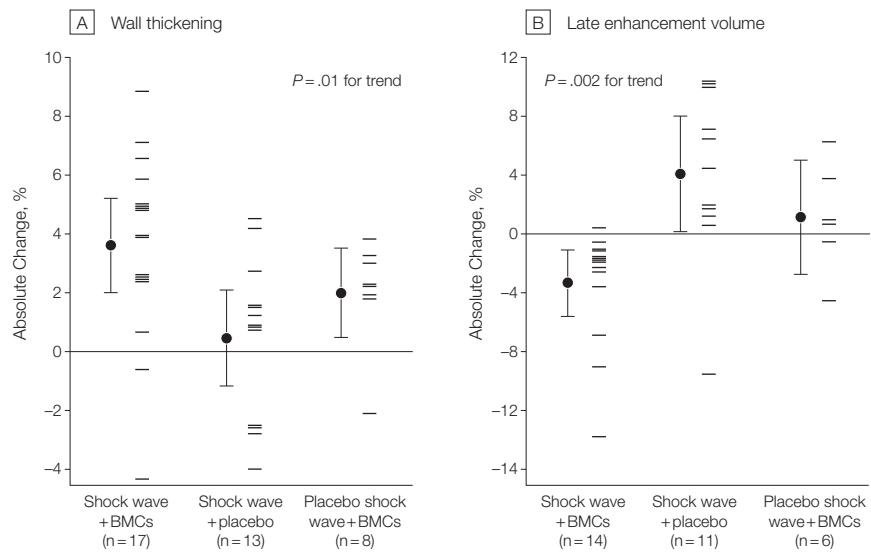 A Wall thickening
10
8
6
4
2
0
–2
–4
Absolute Change, %
P = .01 for trend
Shock wave
+ BMCs
(n = 17)
Shock wave
+ placebo
(n = 13)
Placebo shock
wave + BMCs
(n = 8)
B Late enhancement volume
12
8
4
0
–4
–8
–14
Absolute Change, %
P = .002 for trend
Shock wave
+ BMCs
(n = 14)
Shock wave
+ placebo
(n = 11)
Placebo shock
wave + BMCs
(n = 6)